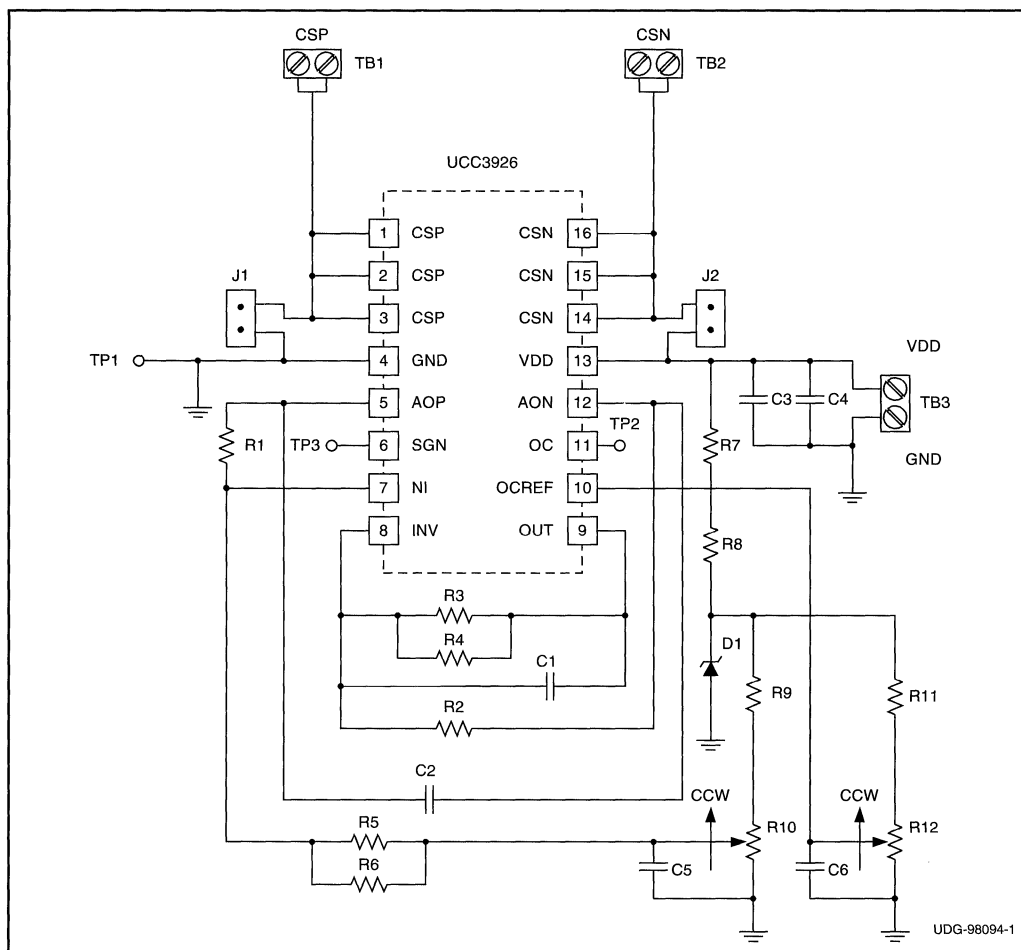 CSP
CSN
TB1
TB2
UCC3926
1 CSP CSN 16
2 CSP CSN 15
J1
J2
3 CSP CSN 14
VDD
TP1
4 GND VDD 13
C3
C4
TB3
5 AOP AON 12
R1
TP3
6 SGN OC 11
TP2
R7
GND
7 NI OCREF 10
8 INV OUT 9
R8
R3
R4
D1
C1
R9
R11
R2
C2
CCW
CCW
R5
R10
R12
R6
C5
C6
UDG-98094-1